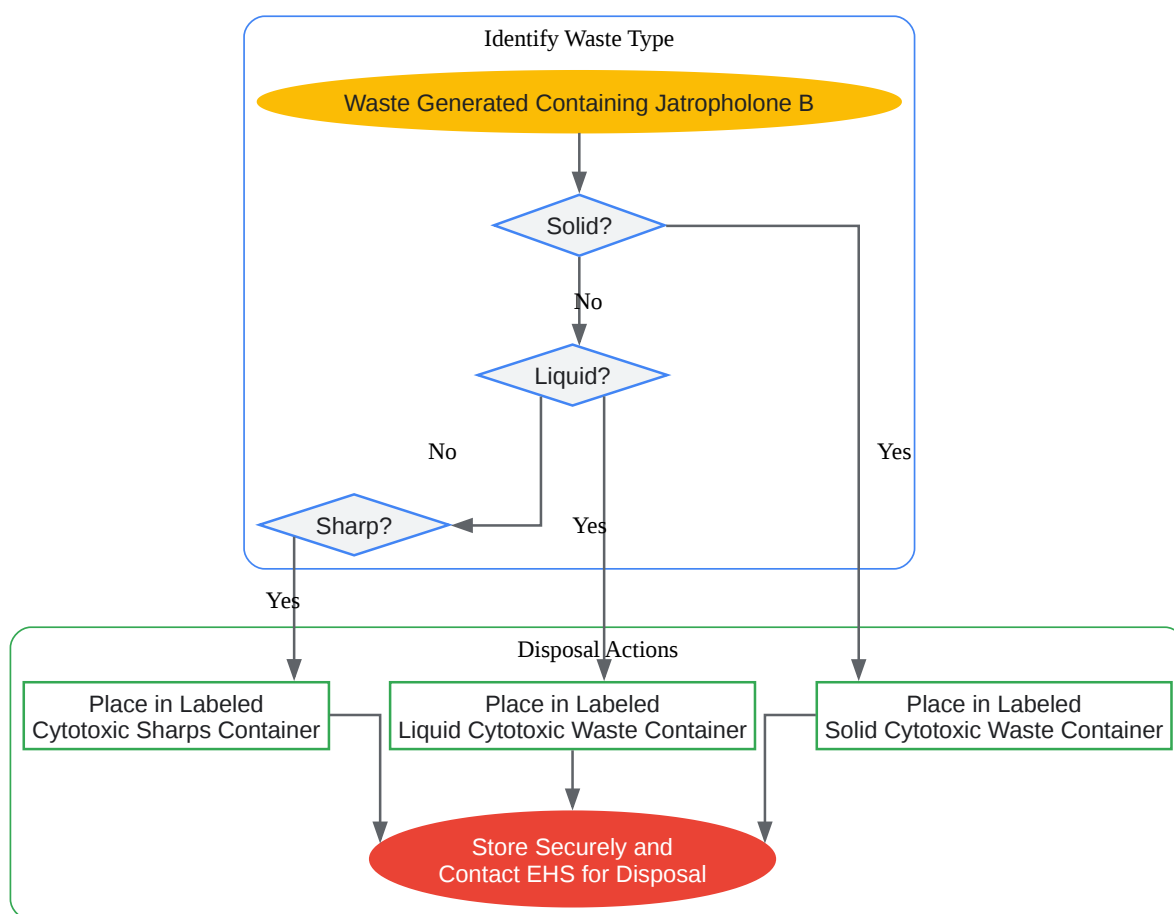 Identify Waste Type
Waste Generated Containing Jatropholone B
Solid?
No
Liquid?
No
Yes
Sharp?
Yes
Yes
Disposal Actions
Place in Labeled
Cytotoxic Sharps Container
Place in Labeled
Liquid Cytotoxic Waste Container
Place in Labeled
Solid Cytotoxic Waste Container
Store Securely and
Contact EHS for Disposal